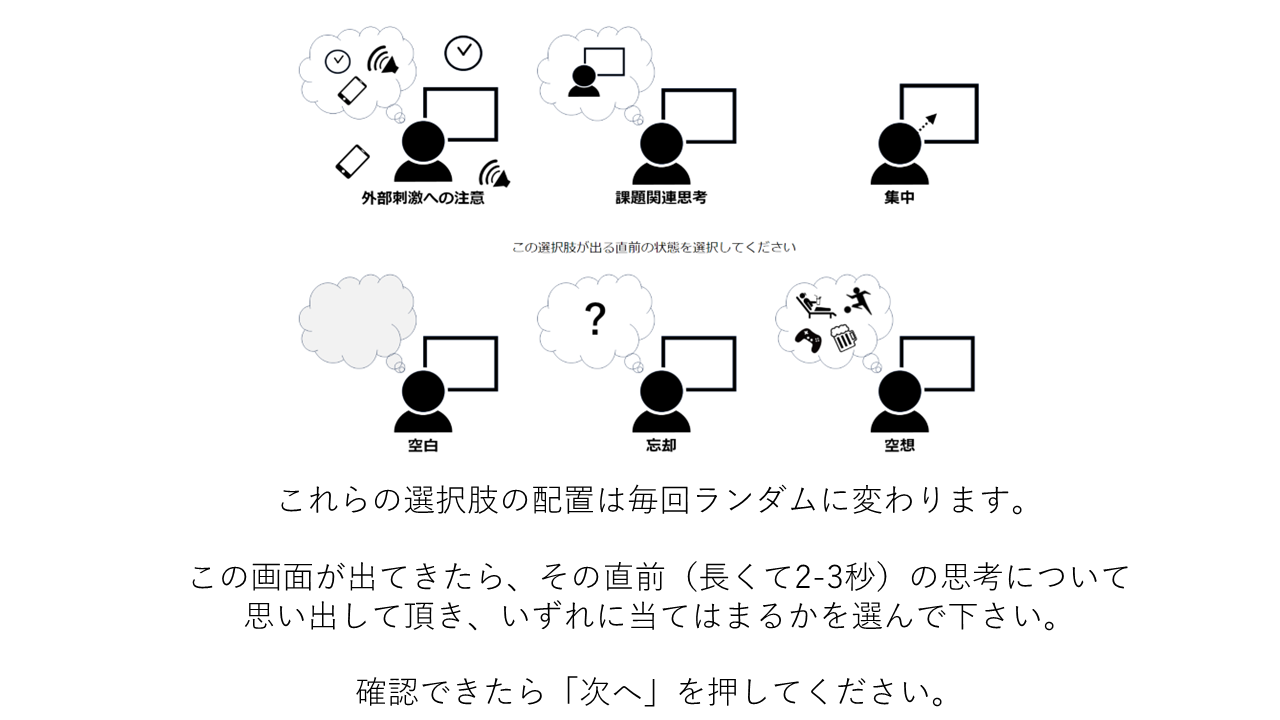 外部刺激への注意
課題関連思考
集中
この選択肢が出る直前の状態を選択してください
?
空白
忘却
空想
これらの選択肢の配置は毎回ランダムに変わります。
この画面が出てきたら、その直前（長くて2-3秒）の思考について
思い出して頂き、いずれに当てはまるかを選んで下さい。
確認できたら「次へ」を押してください。